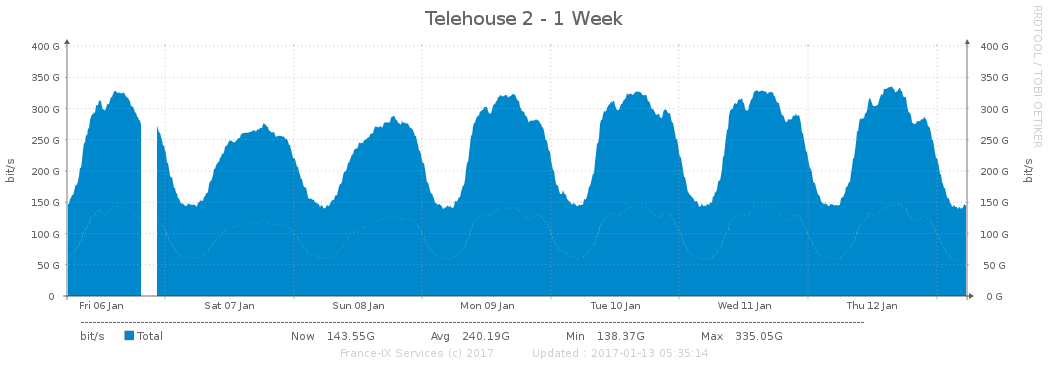 Telehouse 2 - 1 Week
RRDTOOL / TOBI OETIKER
400 G 400 G
350 G 350 G
300 G 300 G
250 G 250 G
200 G 200 G
150 G 150 G
100 G 100 G
50 G 50 G
0 0 G
bit/s bit/s
Fri 06 Jan Sat 07 Jan Sun 08 Jan Mon 09 Jan Tue 10 Jan Wed 11 Jan Thu 12 Jan
bit/s Total Now 143.55G Avg 240.19G Min 138.37G Max 335.05G
France-IX Services (c) 2017 Updated : 2017-01-13 05:35:14